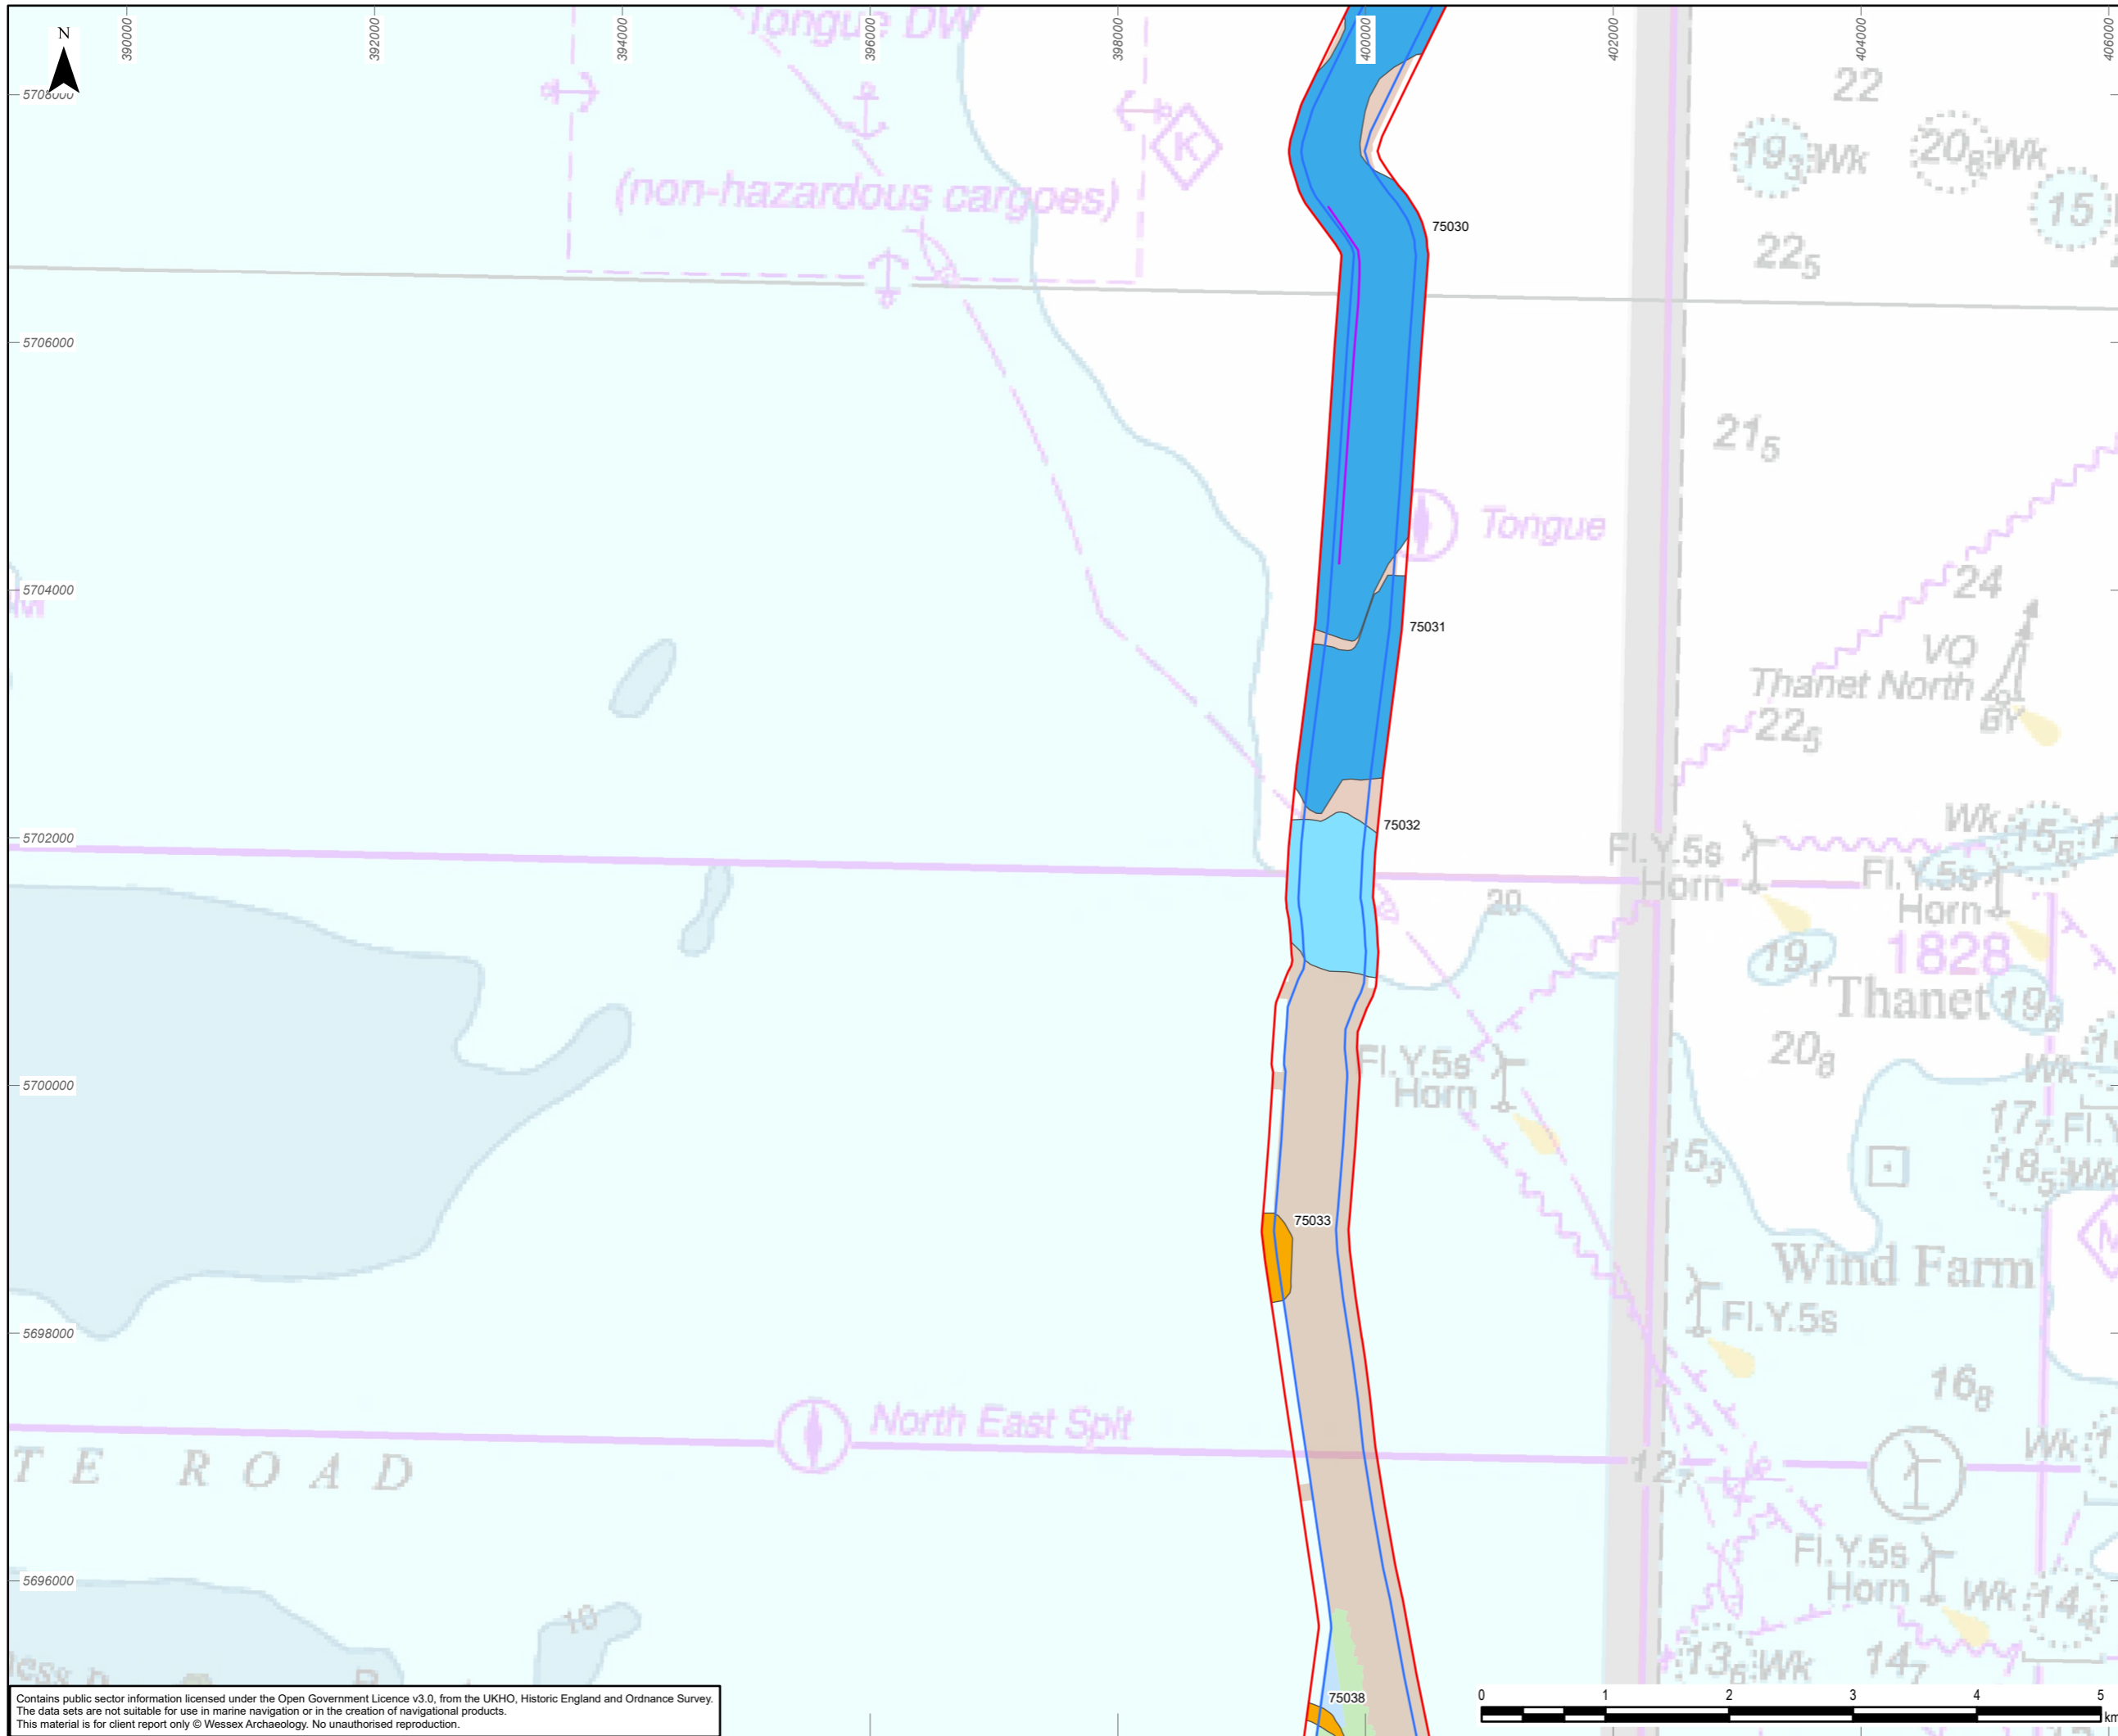 390000
392000
394000
396000
398000
400000
402000
404000
406000
N
Tongue DW
22
5708000
K
19₃ Wk
20₈ Wk
(non-hazardous cargoes)
15
75030
22₅
5706000
21₅
Tongue
5704000
24
75031
VQ
Thanet North
BY
22₅
75032
5702000
Fl.Y.5s
Horn
Wk 15₅
Fl.Y.5s
Horn
20
1828
19₁
Thanet
19₆
Fl.Y.5s
Horn
20₈
5700000
Wk
17₇
Fl.Y
15₃
18₅ Wk
75033
M
Wind Farm
5698000
Fl.Y.5s
16₈
North East Spit
TE ROAD
12₇
Wk
5696000
Fl.Y.5s
Horn
Wk 14₄
10
13₆ Wk
14₇
75038
Contains public sector information licensed under the Open Government Licence v3.0, from the UKHO, Historic England and Ordnance Survey.
The data sets are not suitable for use in marine navigation or in the creation of navigational products.
This material is for client report only © Wessex Archaeology. No unauthorised reproduction.
0 1 2 3 4 5
km